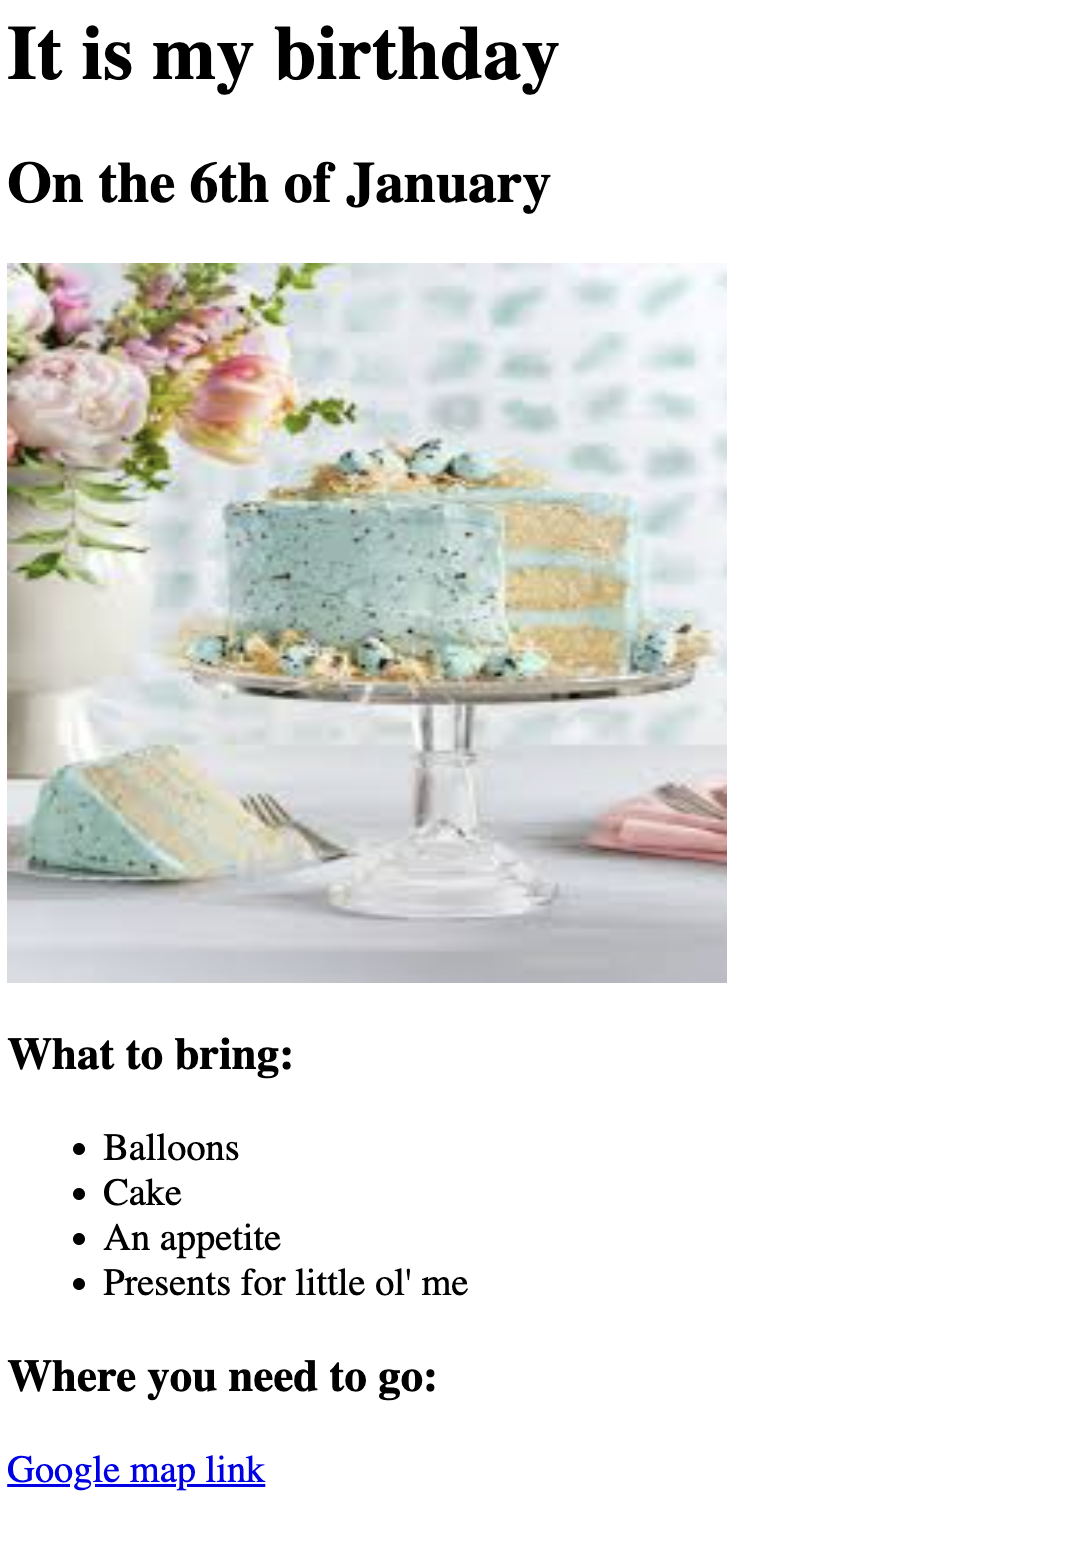 It is my birthday
On the 6th of January
What to bring:
Balloons
Cake
An appetite
Presents for little ol' me
Where you need to go:
Google map link